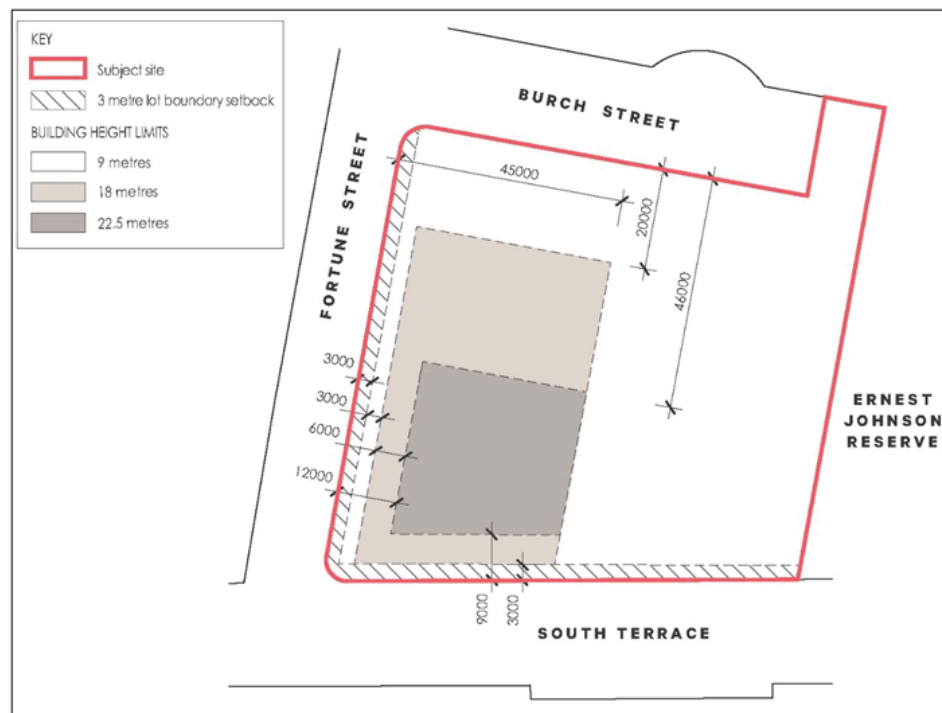 KEY
Subject site
3 metre lot boundary setback
BUILDING HEIGHT LIMITS
9 metres
18 metres
22.5 metres
BURCH STREET
FORTUNE STREET
45000
20000
46000
3000
3000
6000
12000
9000
3000
ERNEST
JOHNSON
RESERVE
SOUTH TERRACE